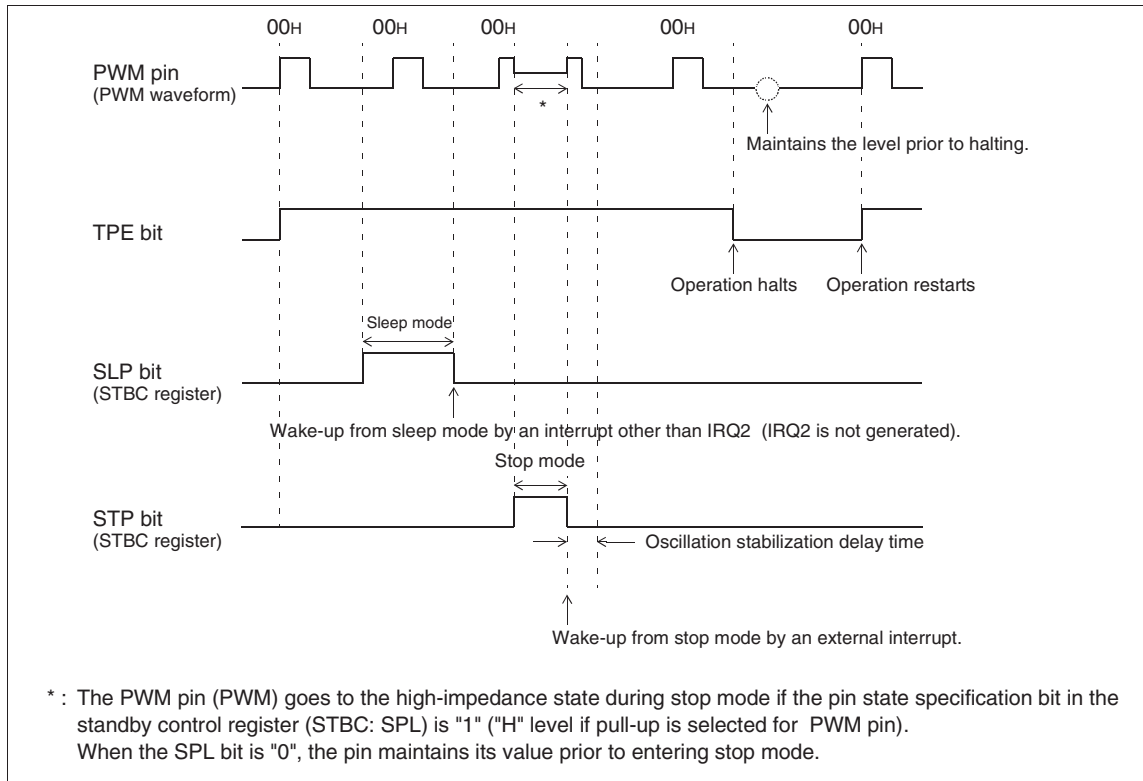 00H 00H 00H 00H 00H
PWM pin
(PWM waveform)
*
Maintains the level prior to halting.
TPE bit
Operation halts Operation restarts
Sleep mode
SLP bit
(STBC register)
Wake-up from sleep mode by an interrupt other than IRQ2 (IRQ2 is not generated).
Stop mode
STP bit
(STBC register)
Oscillation stabilization delay time
Wake-up from stop mode by an external interrupt.
* : The PWM pin (PWM) goes to the high-impedance state during stop mode if the pin state specification bit in the
standby control register (STBC: SPL) is "1" ("H" level if pull-up is selected for PWM pin).
When the SPL bit is "0", the pin maintains its value prior to entering stop mode.